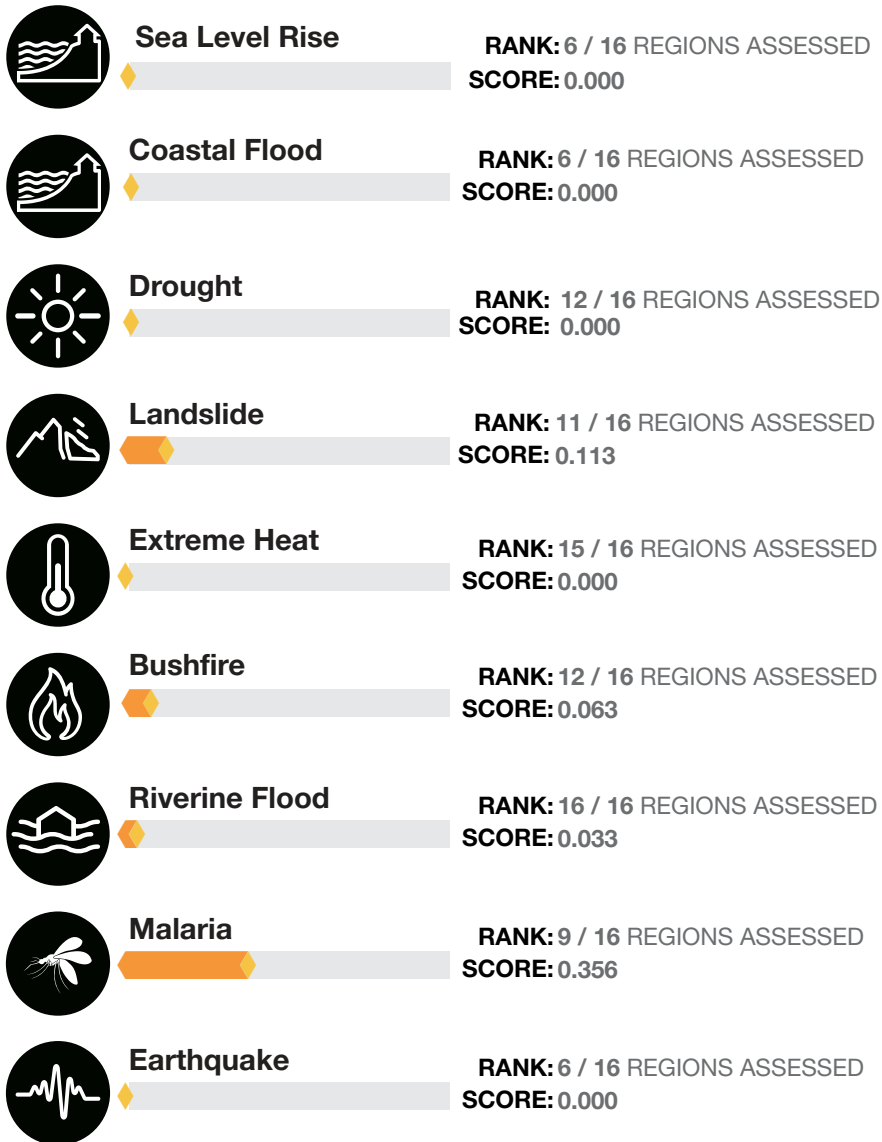 Sea Level Rise
RANK: 6 / 16 REGIONS ASSESSED
SCORE: 0.000
Coastal Flood
RANK: 6 / 16 REGIONS ASSESSED
SCORE: 0.000
Drought
RANK: 12 / 16 REGIONS ASSESSED
SCORE: 0.000
Landslide
RANK: 11 / 16 REGIONS ASSESSED
SCORE: 0.113
Extreme Heat
RANK: 15 / 16 REGIONS ASSESSED
SCORE: 0.000
Bushfire
RANK: 12 / 16 REGIONS ASSESSED
SCORE: 0.063
Riverine Flood
RANK: 16 / 16 REGIONS ASSESSED
SCORE: 0.033
Malaria
RANK: 9 / 16 REGIONS ASSESSED
SCORE: 0.356
Earthquake
RANK: 6 / 16 REGIONS ASSESSED
SCORE: 0.000